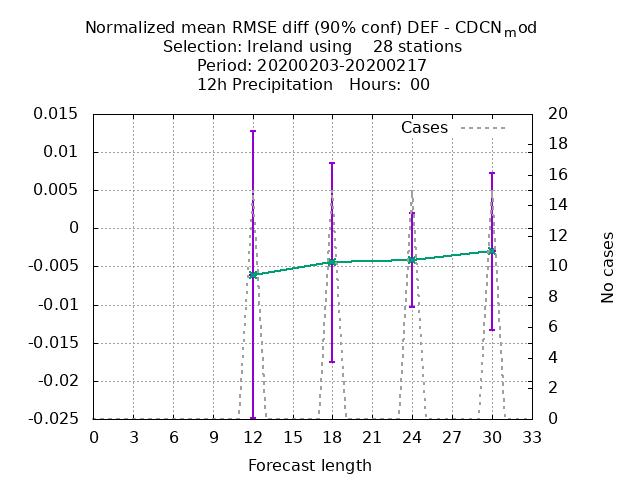 Normalized mean RMSE diff (90% conf) DEF - CDCNmod
Selection: Ireland using 28 stations
Period: 20200203-20200217
12h Precipitation Hours: 00
Cases
0.015
0.01
0.005
0
-0.005
-0.01
-0.015
-0.02
-0.025
20
18
16
14
12
10
8
6
4
2
0
No cases
0 3 6 9 12 15 18 21 24 27 30 33
Forecast length